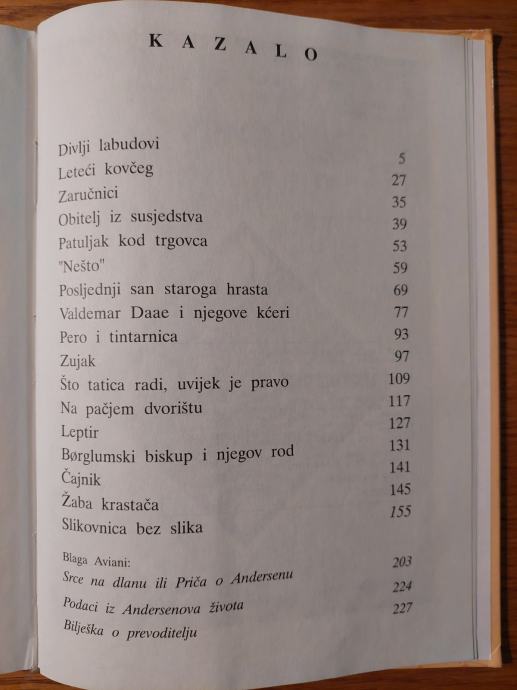 K A Z A L O
Divlji labudovi 5
Leteći kovčeg 27
Zaručnici 35
Obitelj iz susjedstva 39
Patuljak kod trgovca 53
"Nešto" 59
Posljednji san staroga hrasta 69
Valdemar Daae i njegove kćeri 77
Pero i tintarnica 93
Zujak 97
Što tatica radi, uvijek je pravo 109
Na pačjem dvorištu 117
Leptir 127
Børglumski biskup i njegov rod 131
Čajnik 141
Žaba krastača 145
Slikovnica bez slika 155
Blaga Aviani:
Srce na dlanu ili Priča o Andersenu 203
Podaci iz Andersenova života 224
Bilješka o prevoditelju 227